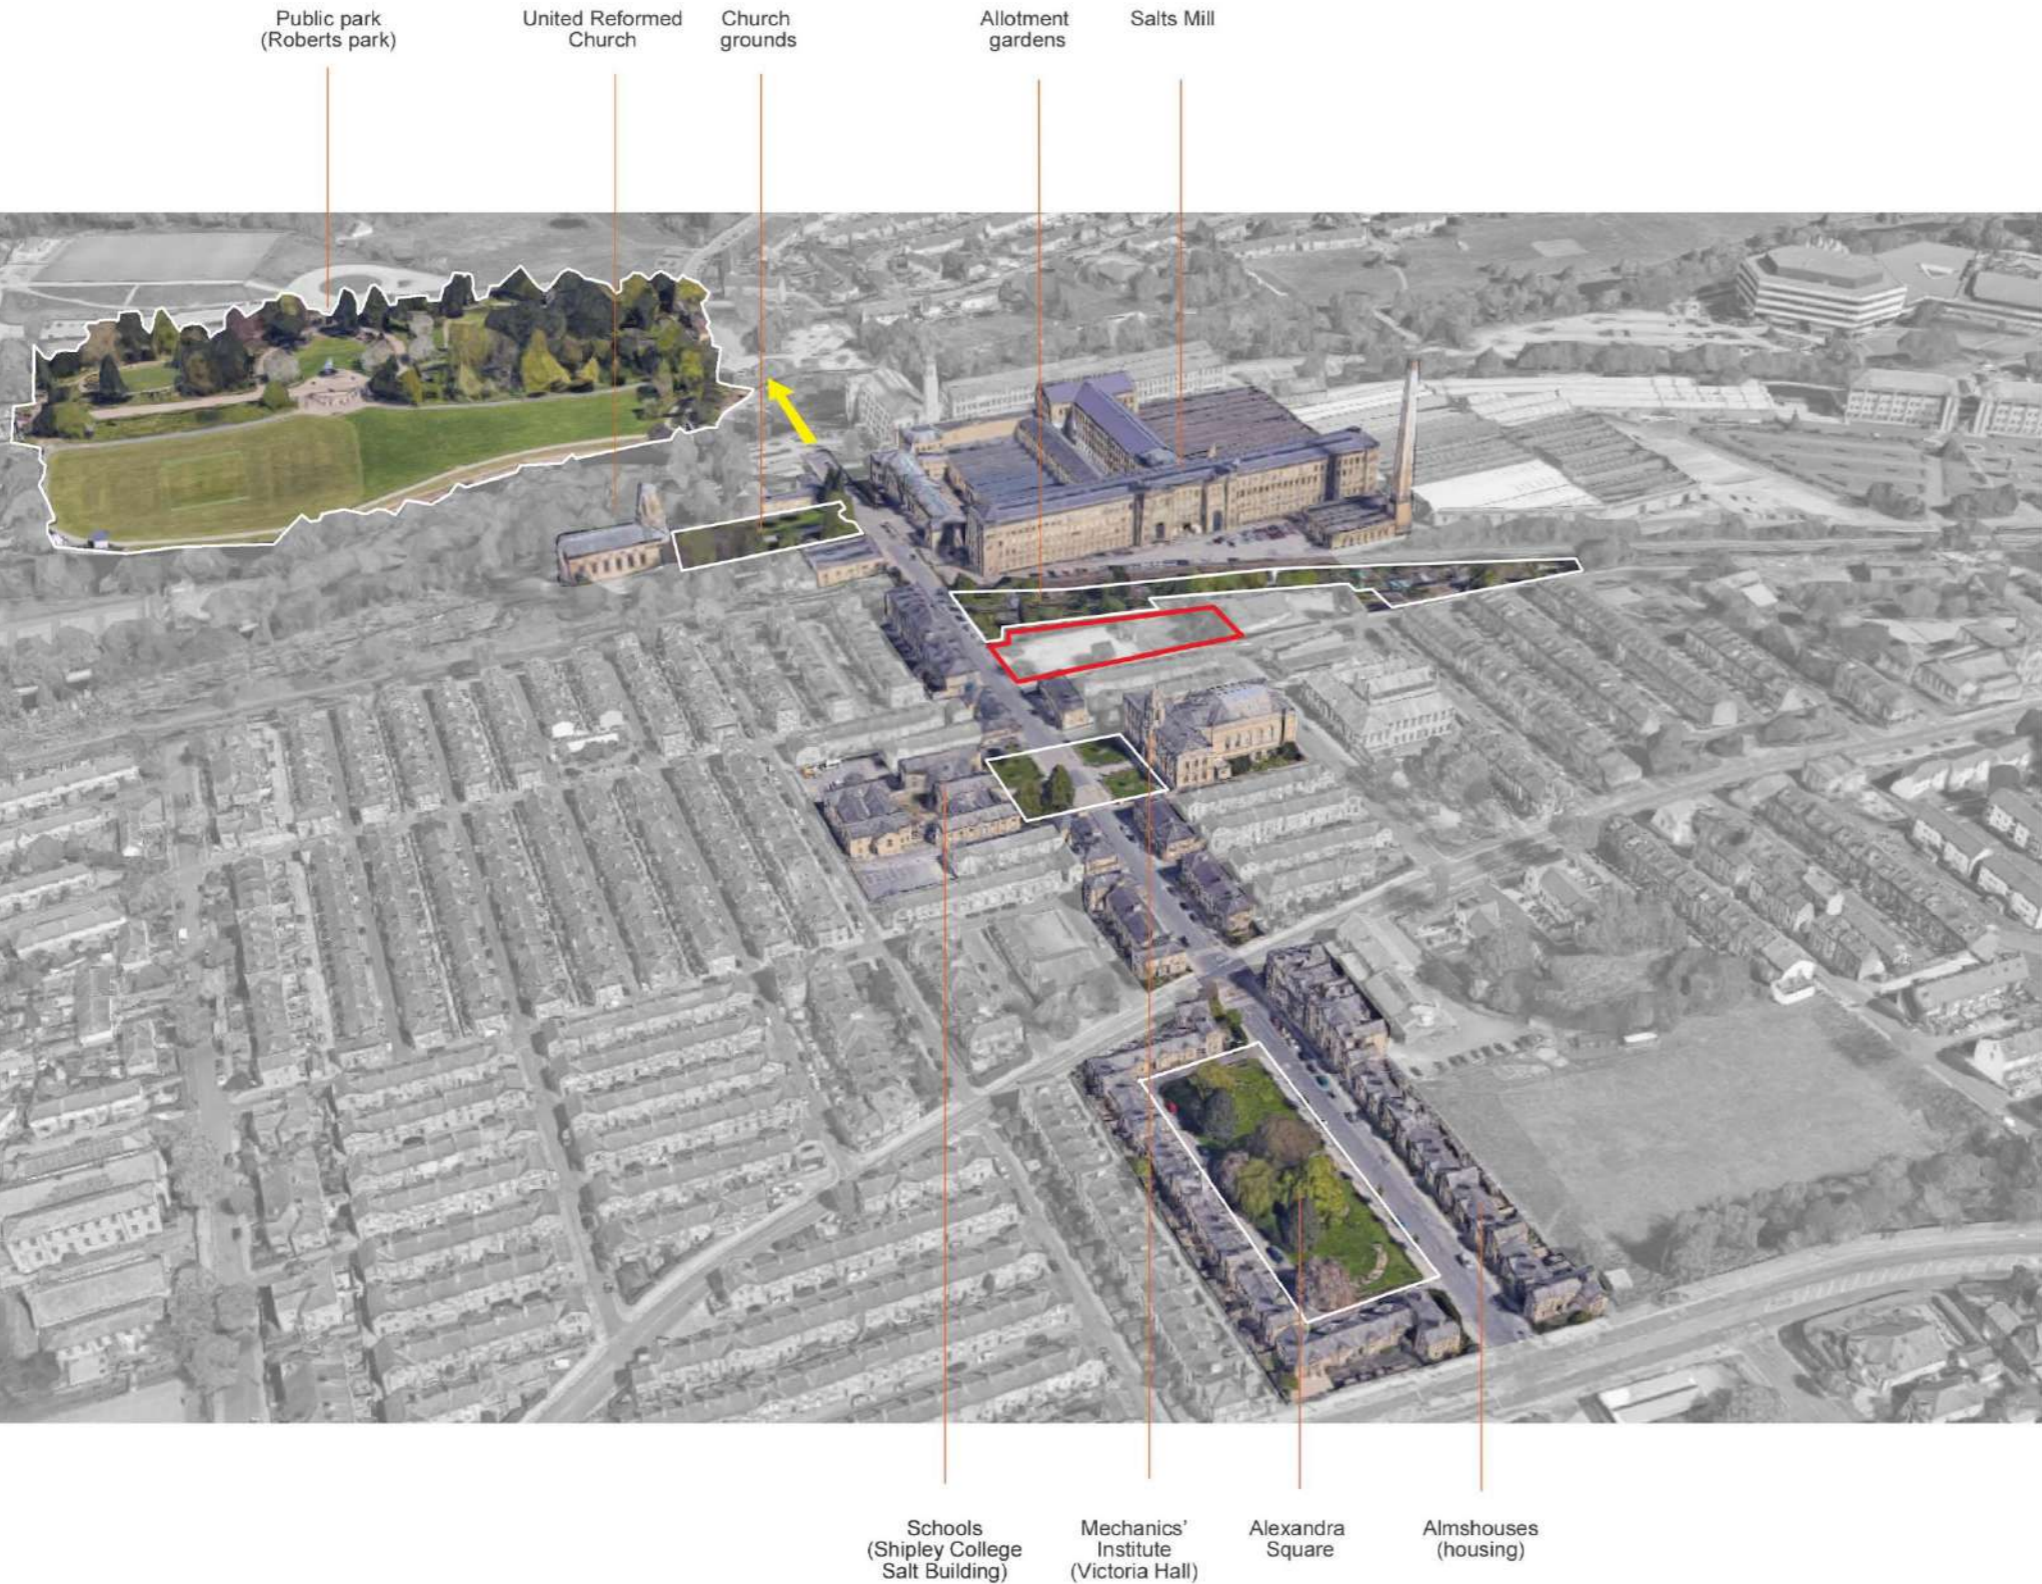 Public park
(Roberts park)
United Reformed
Church
Church
grounds
Allotment
gardens
Salts Mill
Schools
(Shipley College
Salt Building)
Mechanics'
Institute
(Victoria Hall)
Alexandra
Square
Almshouses
(housing)